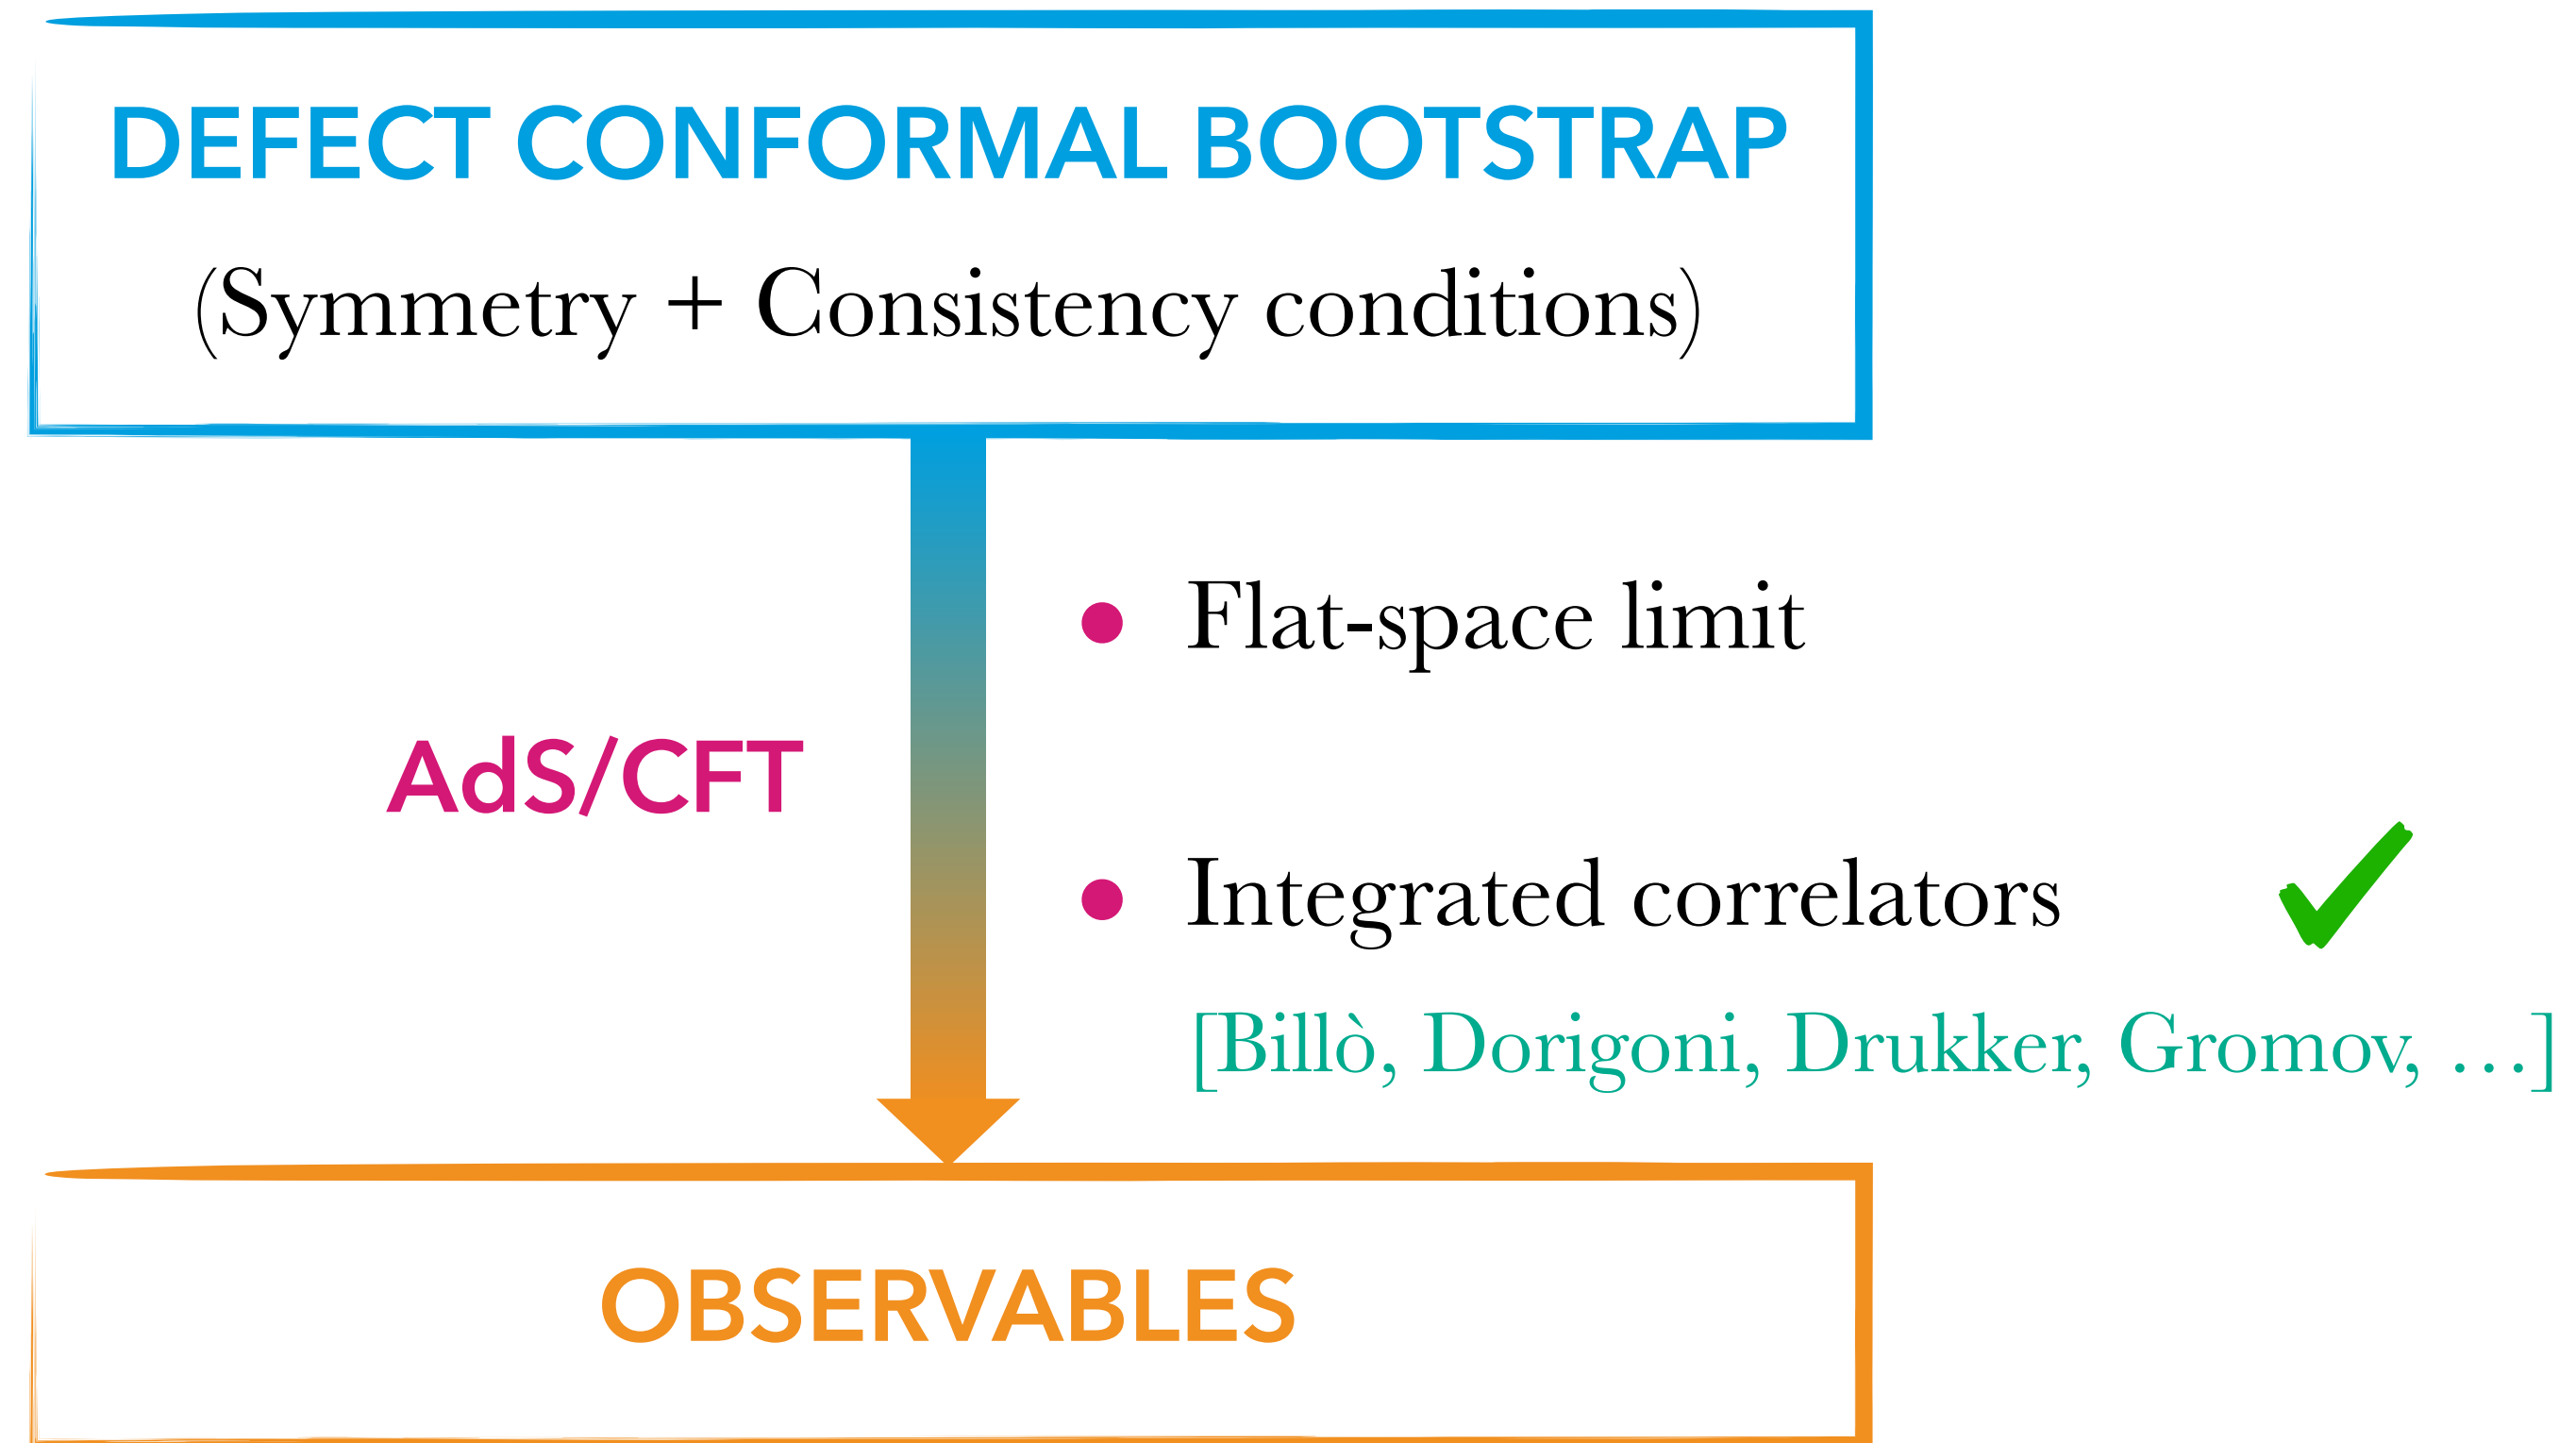 DEFECT CONFORMAL BOOTSTRAP
(Symmetry + Consistency conditions)
• Flat-space limit
AdS/CFT
• Integrated correlators ✓
[Billò, Dorigoni, Drukker, Gromov, …]
OBSERVABLES